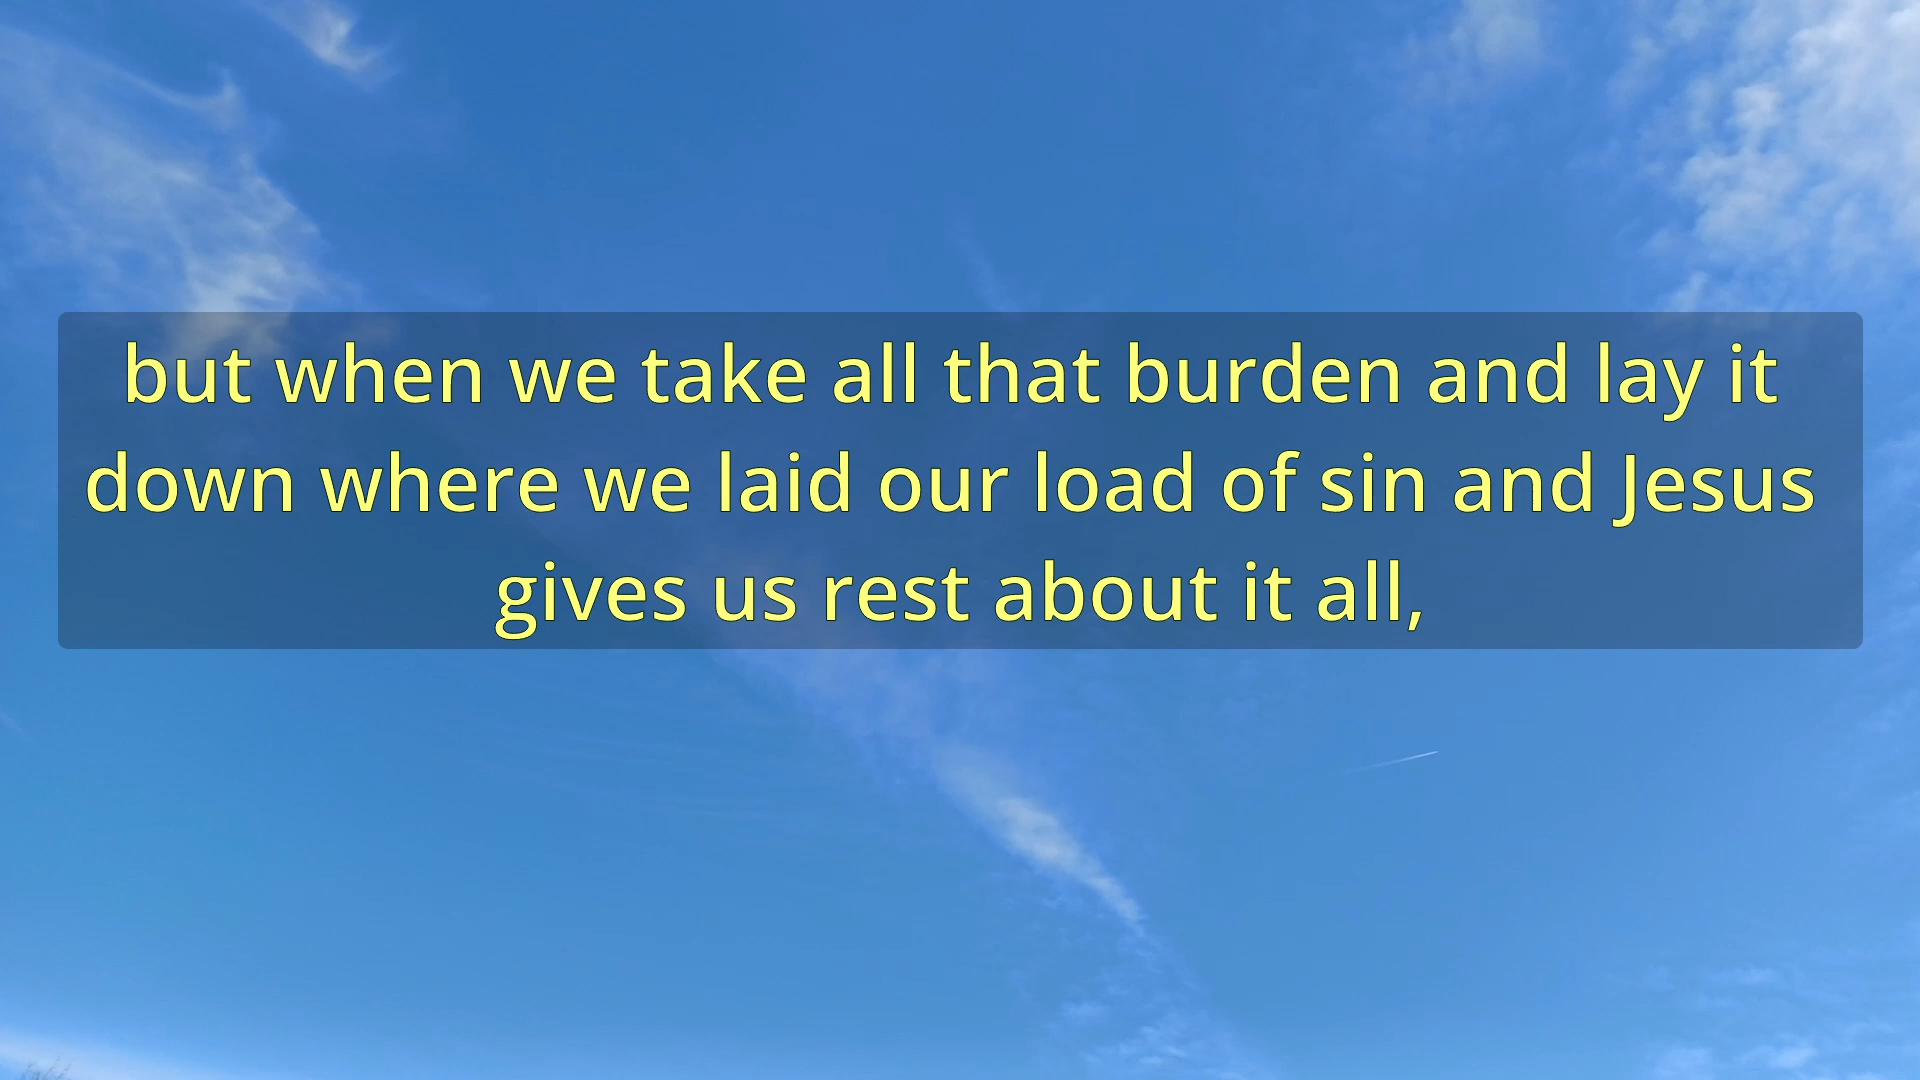 but when we take all that burden and lay it
down where we laid our load of sin and Jesus
gives us rest about it all,